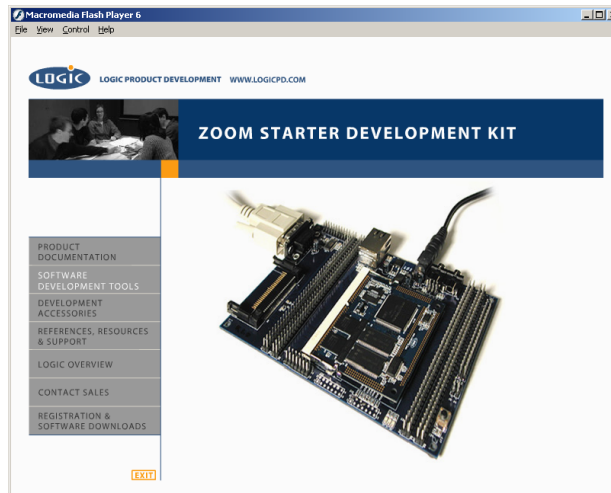 Macromedia Flash Player 6
File View Control Help
LOGIC LOGIC PRODUCT DEVELOPMENT WWW.LOGICPD.COM
ZOOM STARTER DEVELOPMENT KIT
PRODUCT
DOCUMENTATION
SOFTWARE
DEVELOPMENT TOOLS
DEVELOPMENT
ACCESSORIES
REFERENCES, RESOURCES
& SUPPORT
LOGIC OVERVIEW
CONTACT SALES
REGISTRATION &
SOFTWARE DOWNLOADS
EXIT